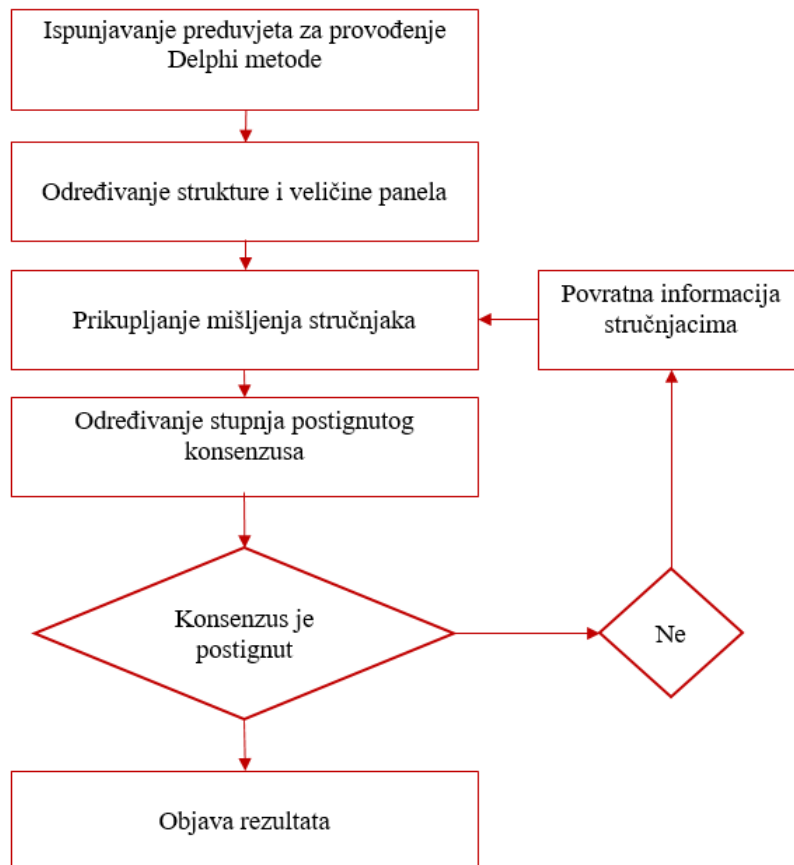 Ispunjavanje preduvjeta za provođenje
Delphi metode
Određivanje strukture i veličine panela
Prikupljanje mišljenja stručnjaka
Povratna informacija
stručnjacima
Određivanje stupnja postignutog
konsenzusa
Konsenzus je
postignut
Ne
Objava rezultata